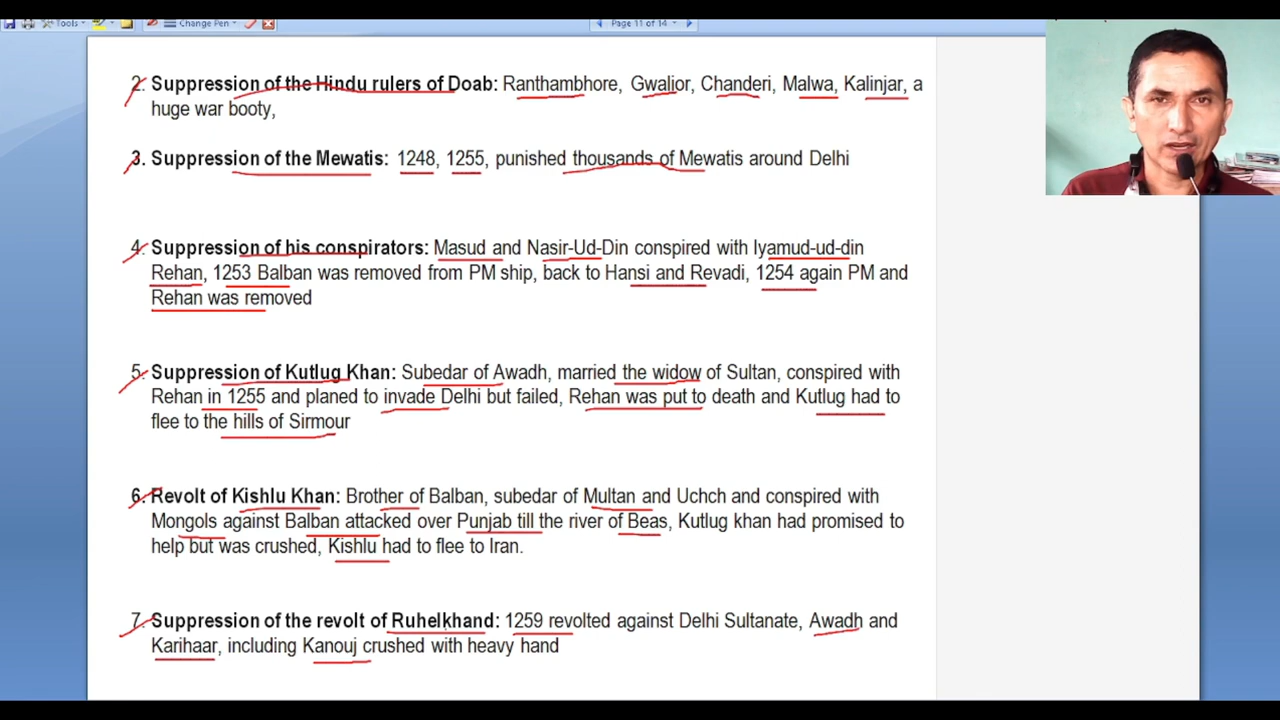 Tools
Change Pen
Page 11 of 14
2. Suppression of the Hindu rulers of Doab: Ranthambhore, Gwalior, Chanderi, Malwa, Kalinjar, a
huge war booty,
3. Suppression of the Mewatis: 1248, 1255, punished thousands of Mewatis around Delhi
4. Suppression of his conspirators: Masud and Nasir-Ud-Din conspired with Iyamud-ud-din
Rehan, 1253 Balban was removed from PM ship, back to Hansi and Revadi, 1254 again PM and
Rehan was removed
5. Suppression of Kutlug Khan: Subedar of Awadh, married the widow of Sultan, conspired with
Rehan in 1255 and planed to invade Delhi but failed, Rehan was put to death and Kutlug had to
flee to the hills of Sirmour
6. Revolt of Kishlu Khan: Brother of Balban, subedar of Multan and Uchch and conspired with
Mongols against Balban attacked over Punjab till the river of Beas, Kutlug khan had promised to
help but was crushed, Kishlu had to flee to Iran.
7. Suppression of the revolt of Ruhelkhand: 1259 revolted against Delhi Sultanate, Awadh and
Karihaar, including Kanouj crushed with heavy hand